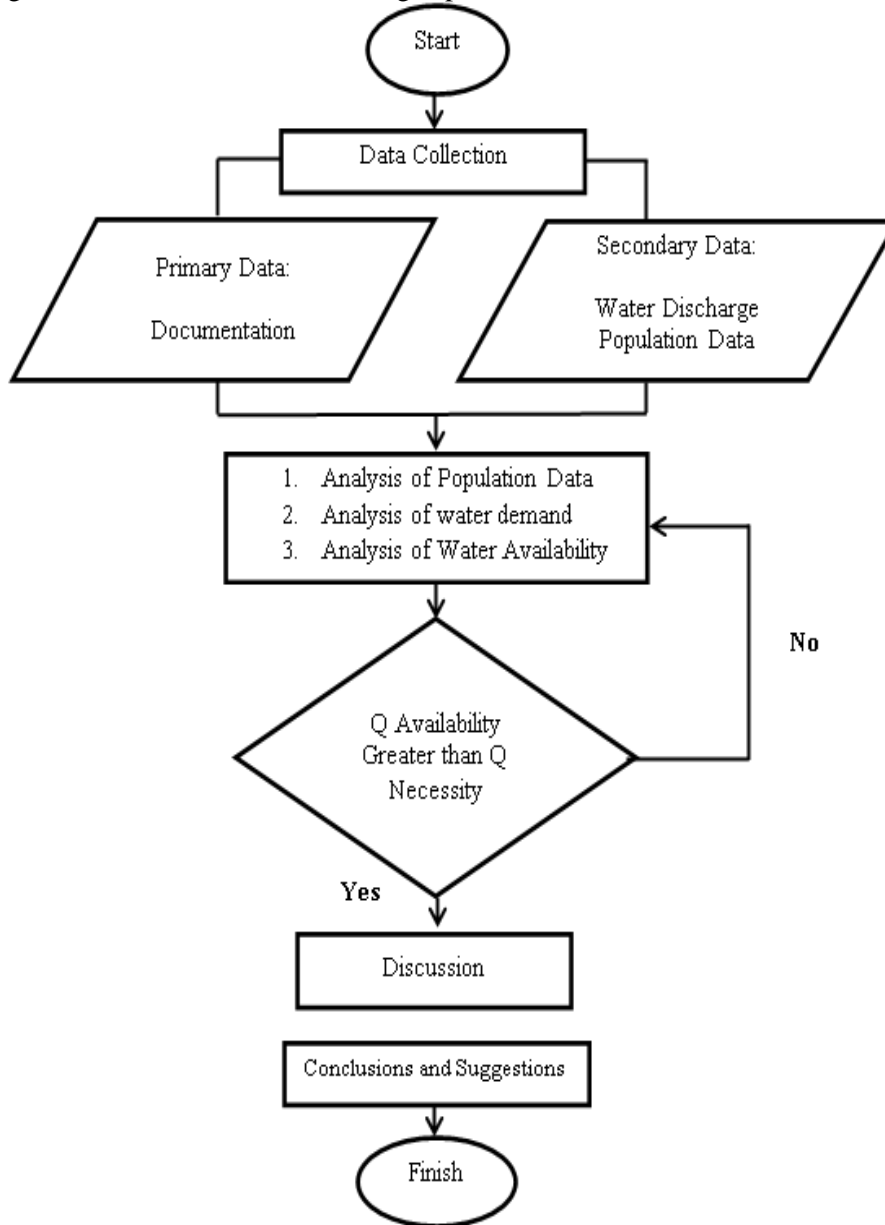 Start
Data Collection
Primary Data:
Documentation
Secondary Data:
Water Discharge
Population Data
1. Analysis of Population Data
2. Analysis of water demand
3. Analysis of Water Availability
No
Q Availability
Greater than Q
Necessity
Yes
Discussion
Conclusions and Suggestions
Finish